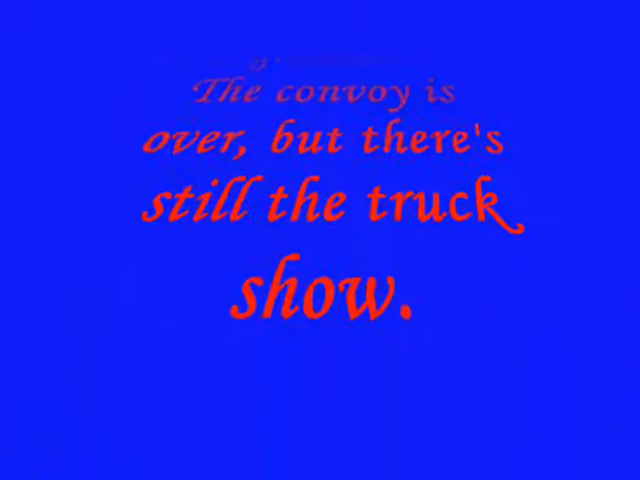 The convoy is
over, but there's
still the truck
show.